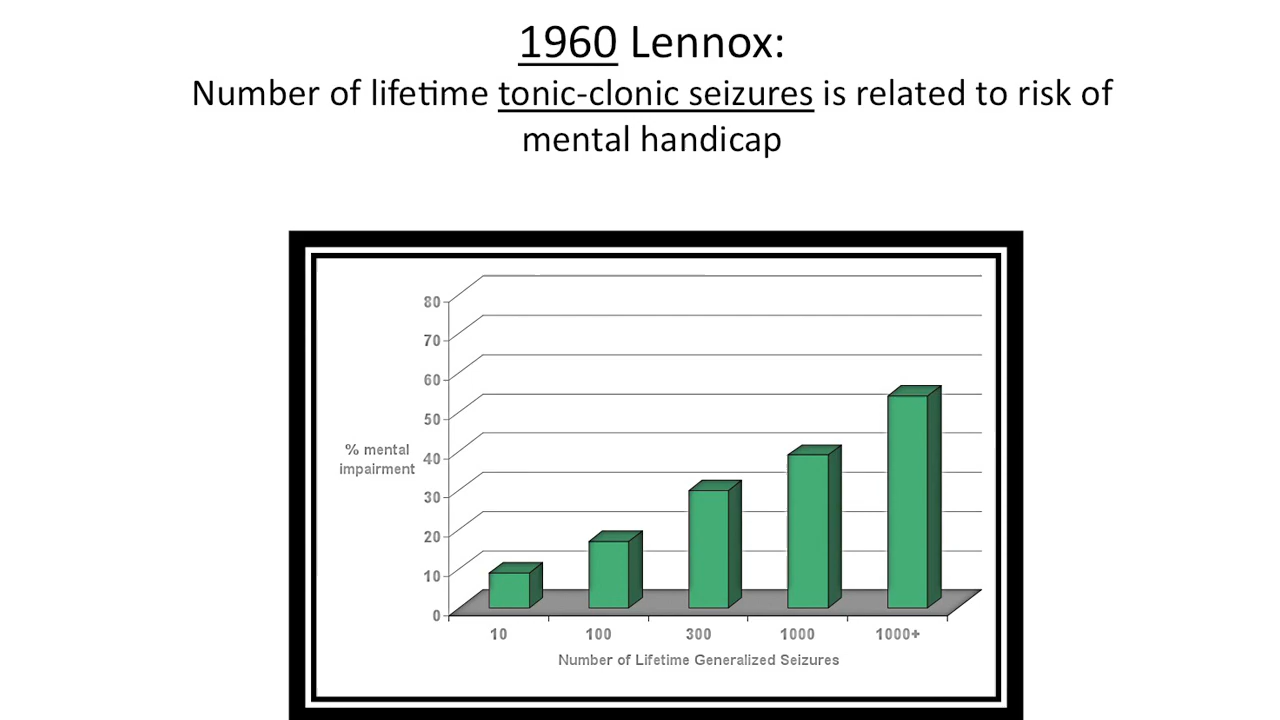 1960 Lennox:
Number of lifetime tonic-clonic seizures is related to risk of
mental handicap
80
70
60
50
40
30
20
10
0
% mental
impairment
10 100 300 1000 1000+
Number of Lifetime Generalized Seizures